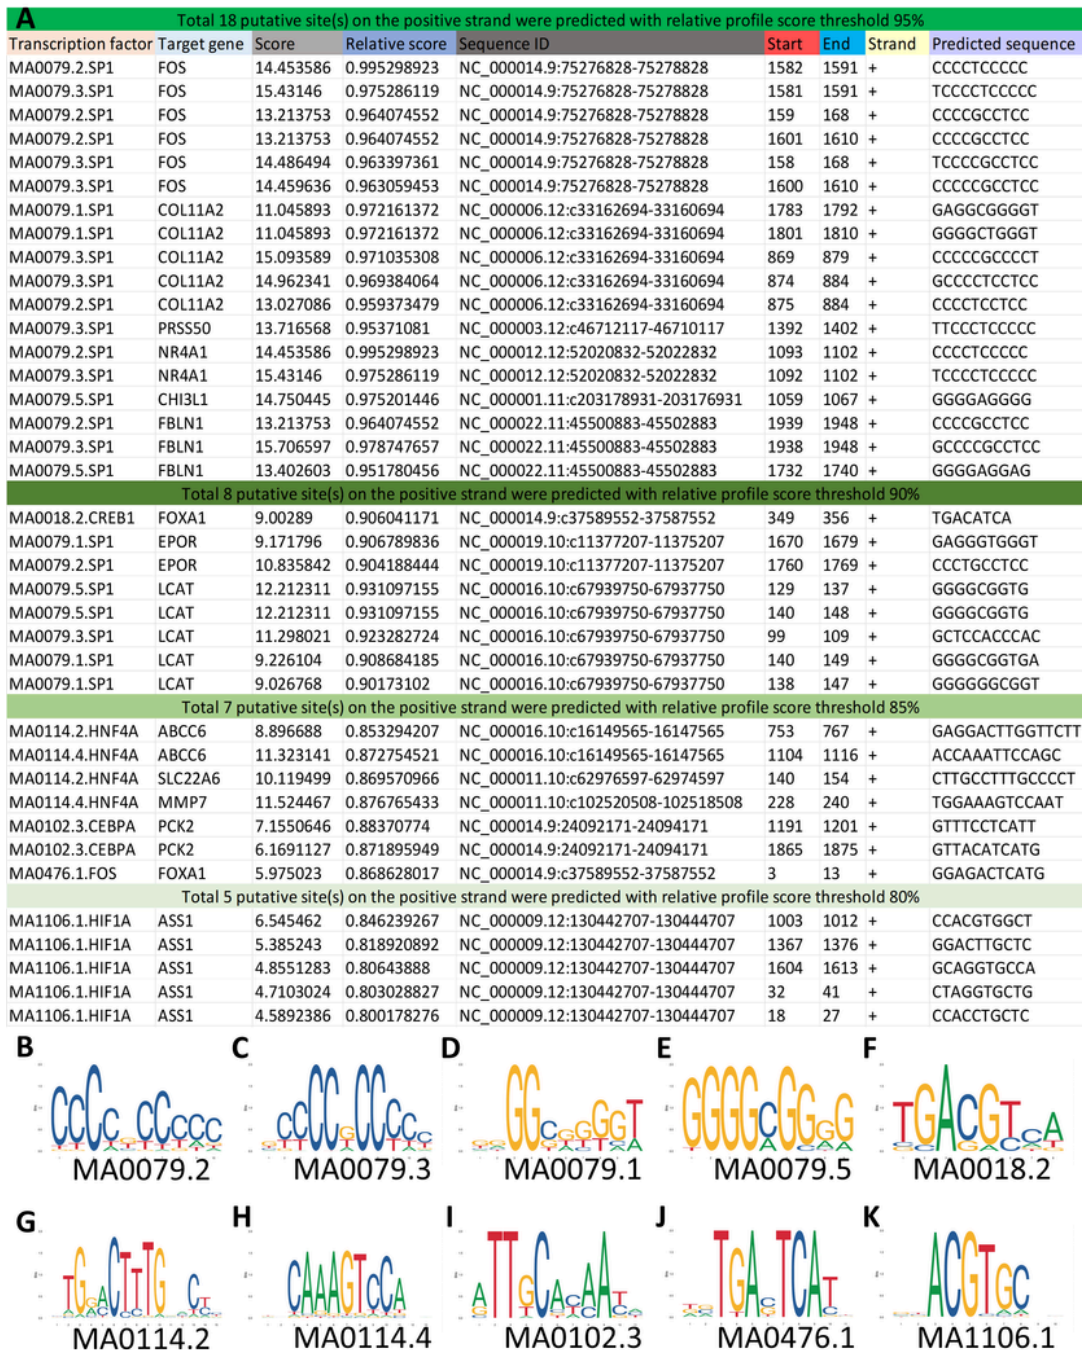 A
Total 18 putative site(s) on the positive strand were predicted with relative profile score threshold 95%
Transcription factor Target gene Score Relative score Sequence ID Start End Strand Predicted sequence
MA0079.2.SP1 FOS 14.453586 0.995298923 NC_000014.9:75276828-75278828 1582 1591 + CCCCTCCCCC
MA0079.3.SP1 FOS 15.43146 0.975286119 NC_000014.9:75276828-75278828 1581 1591 + TCCCCTCCCCC
MA0079.2.SP1 FOS 13.213753 0.964074552 NC_000014.9:75276828-75278828 159 168 + CCCCGCCTCC
MA0079.2.SP1 FOS 13.213753 0.964074552 NC_000014.9:75276828-75278828 1601 1610 + CCCCGCCTCC
MA0079.3.SP1 FOS 14.486494 0.963397361 NC_000014.9:75276828-75278828 158 168 + TCCCCGCCTCC
MA0079.3.SP1 FOS 14.459636 0.963059453 NC_000014.9:75276828-75278828 1600 1610 + CCCCCGCCTCC
MA0079.1.SP1 COL11A2 11.045893 0.972161372 NC_000006.12:c33162694-33160694 1783 1792 + GAGGCGGGGT
MA0079.1.SP1 COL11A2 11.045893 0.972161372 NC_000006.12:c33162694-33160694 1801 1810 + GGGGCTGGGT
MA0079.3.SP1 COL11A2 15.093589 0.971035308 NC_000006.12:c33162694-33160694 869 879 + CCCCCGCCCCT
MA0079.3.SP1 COL11A2 14.962341 0.969384064 NC_000006.12:c33162694-33160694 874 884 + GCCCCTCCTCC
MA0079.2.SP1 COL11A2 13.027086 0.959373479 NC_000006.12:c33162694-33160694 875 884 + CCCCTCCTCC
MA0079.3.SP1 PRSS50 13.716568 0.95371081 NC_000003.12:c46712117-46710117 1392 1402 + TTCCCTCCCCC
MA0079.2.SP1 NR4A1 14.453586 0.995298923 NC_000012.12:52020832-52022832 1093 1102 + CCCCTCCCCC
MA0079.3.SP1 NR4A1 15.43146 0.975286119 NC_000012.12:52020832-52022832 1092 1102 + TCCCCTCCCCC
MA0079.5.SP1 CHI3L1 14.750445 0.975201446 NC_000001.11:c203178931-203176931 1059 1067 + GGGGAGGGG
MA0079.2.SP1 FBLN1 13.213753 0.964074552 NC_000022.11:45500883-45502883 1939 1948 + CCCCGCCTCC
MA0079.3.SP1 FBLN1 15.706597 0.978747657 NC_000022.11:45500883-45502883 1938 1948 + GCCCCGCCTCC
MA0079.5.SP1 FBLN1 13.402603 0.951780456 NC_000022.11:45500883-45502883 1732 1740 + GGGGAGGAG
Total 8 putative site(s) on the positive strand were predicted with relative profile score threshold 90%
MA0018.2.CREB1 FOXA1 9.00289 0.906041171 NC_000014.9:c37589552-37587552 349 356 + TGACATCA
MA0079.1.SP1 EPOR 9.171796 0.906789836 NC_000019.10:c11377207-11375207 1670 1679 + GAGGGTGGGT
MA0079.2.SP1 EPOR 10.835842 0.904188444 NC_000019.10:c11377207-11375207 1760 1769 + CCCTGCCTCC
MA0079.5.SP1 LCAT 12.212311 0.931097155 NC_000016.10:c67939750-67937750 129 137 + GGGGCGGTG
MA0079.5.SP1 LCAT 12.212311 0.931097155 NC_000016.10:c67939750-67937750 140 148 + GGGGCGGTG
MA0079.3.SP1 LCAT 11.298021 0.923282724 NC_000016.10:c67939750-67937750 99 109 + GCTCCACCCAC
MA0079.1.SP1 LCAT 9.226104 0.908684185 NC_000016.10:c67939750-67937750 140 149 + GGGGCGGTGA
MA0079.1.SP1 LCAT 9.026768 0.90173102 NC_000016.10:c67939750-67937750 138 147 + GGGGGGCGGT
Total 7 putative site(s) on the positive strand were predicted with relative profile score threshold 85%
MA0114.2.HNF4A ABCC6 8.896688 0.853294207 NC_000016.10:c16149565-16147565 753 767 + GAGGACTTGGTTCTT
MA0114.4.HNF4A ABCC6 11.323141 0.872754521 NC_000016.10:c16149565-16147565 1104 1116 + ACCAAATTCCAGC
MA0114.2.HNF4A SLC22A6 10.119499 0.869570966 NC_000011.10:c62976597-62974597 140 154 + CTTGCCTTTGCCCCT
MA0114.4.HNF4A MMP7 11.524467 0.876765433 NC_000011.10:c102520508-102518508 228 240 + TGGAAAGTCCAAT
MA0102.3.CEBPA PCK2 7.1550646 0.88370774 NC_000014.9:24092171-24094171 1191 1201 + GTTTCCTCATT
MA0102.3.CEBPA PCK2 6.1691127 0.871895949 NC_000014.9:24092171-24094171 1865 1875 + GTTACATCATG
MA0476.1.FOS FOXA1 5.975023 0.868628017 NC_000014.9:c37589552-37587552 3 13 + GGAGACTCATG
Total 5 putative site(s) on the positive strand were predicted with relative profile score threshold 80%
MA1106.1.HIF1A ASS1 6.545462 0.846239267 NC_000009.12:130442707-130444707 1003 1012 + CCACGTGGCT
MA1106.1.HIF1A ASS1 5.385243 0.818920892 NC_000009.12:130442707-130444707 1367 1376 + GGACTTGCTC
MA1106.1.HIF1A ASS1 4.8551283 0.80643888 NC_000009.12:130442707-130444707 1604 1613 + GCAGGTGCCA
MA1106.1.HIF1A ASS1 4.7103024 0.803028827 NC_000009.12:130442707-130444707 32 41 + CTAGGTGCTG
MA1106.1.HIF1A ASS1 4.5892386 0.800178276 NC_000009.12:130442707-130444707 18 27 + CCACCTGCTC
B C D E F
MA0079.2 MA0079.3 MA0079.1 MA0079.5 MA0018.2
G H I J K
MA0114.2 MA0114.4 MA0102.3 MA0476.1 MA1106.1